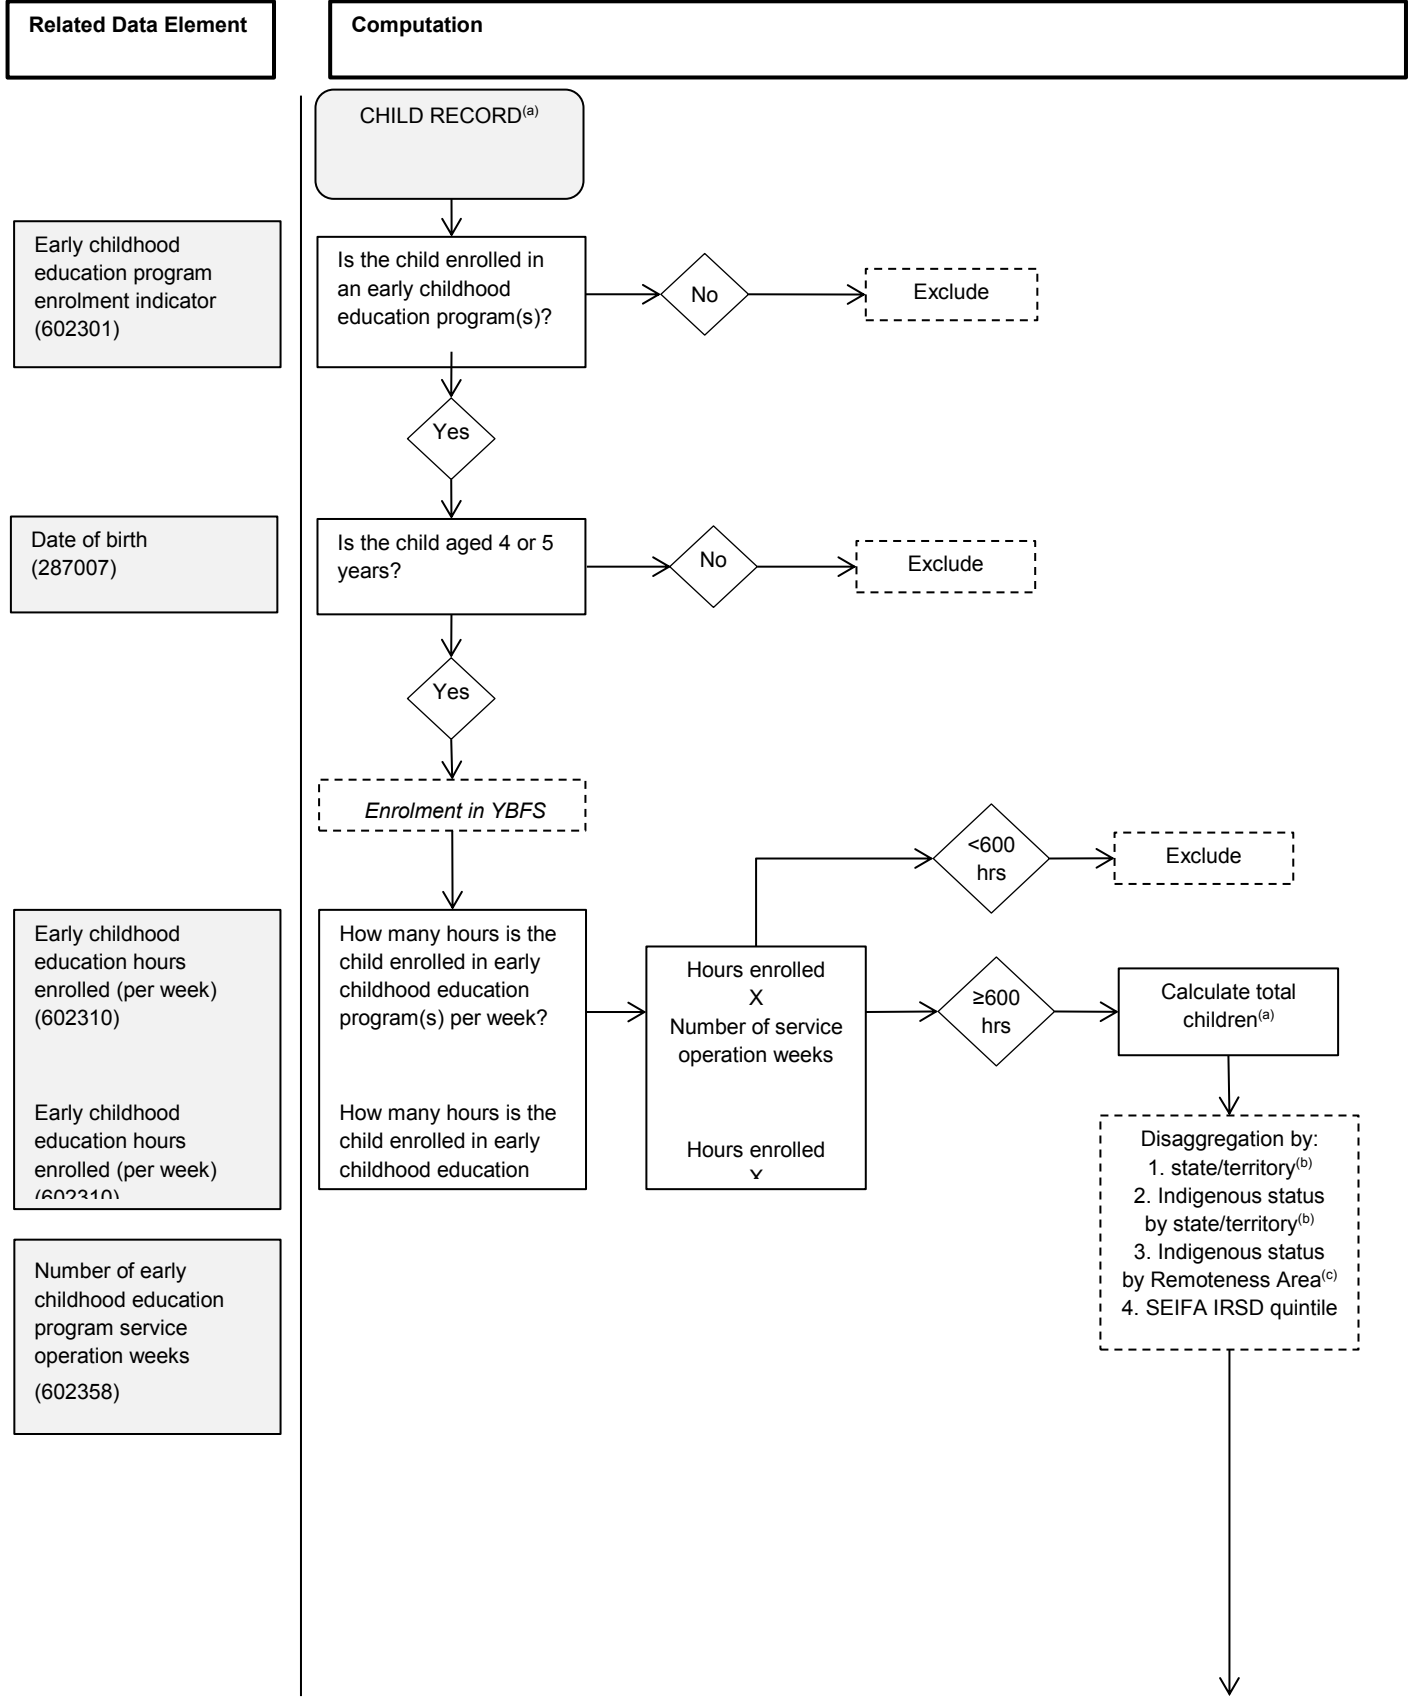 Related Data Element
Computation
CHILD RECORD(a)
Early childhood
education program
enrolment indicator
(602301)
Is the child enrolled in
an early childhood
education program(s)?
No
Exclude
Yes
Date of birth
(287007)
Is the child aged 4 or 5
years?
No
Exclude
Yes
Enrolment in YBFS
<600
hrs
Exclude
Early childhood
education hours
enrolled (per week)
(602310)
Early childhood
education hours
enrolled (per week)
(602310)
How many hours is the
child enrolled in early
childhood education
program(s) per week?
How many hours is the
child enrolled in early
childhood education
Hours enrolled
X
Number of service
operation weeks
Hours enrolled
X
≥600
hrs
Calculate total
children(a)
Disaggregation by:
1. state/territory(b)
2. Indigenous status
by state/territory(b)
3. Indigenous status
by Remoteness Area(c)
4. SEIFA IRSD quintile
Number of early
childhood education
program service
operation weeks
(602358)